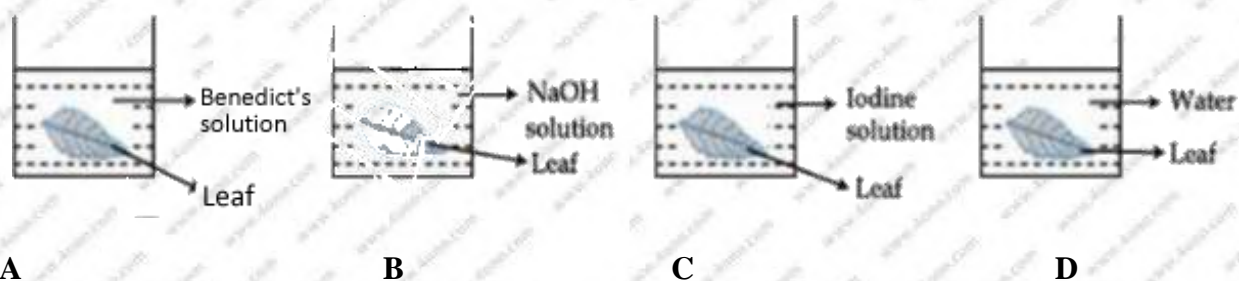 Benedict's
solution
Leaf
NaOH
solution
Leaf
Iodine
solution
Leaf
Water
Leaf
A B C D